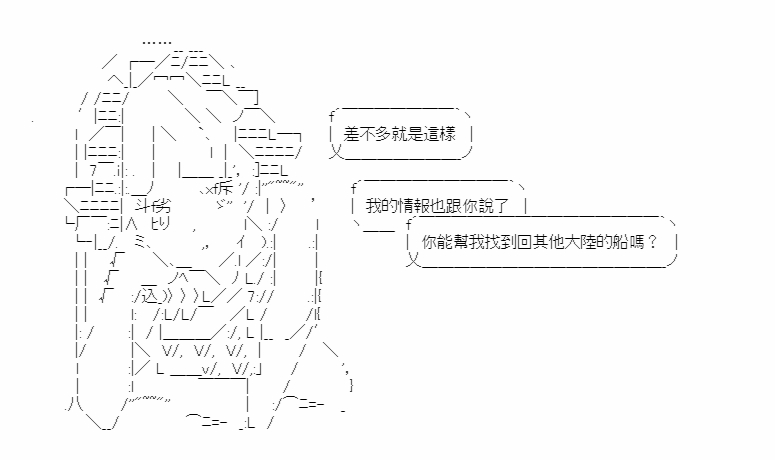 差不多就是這樣
我的情報也跟你說了
你能幫我找到回其他大陸的船嗎？